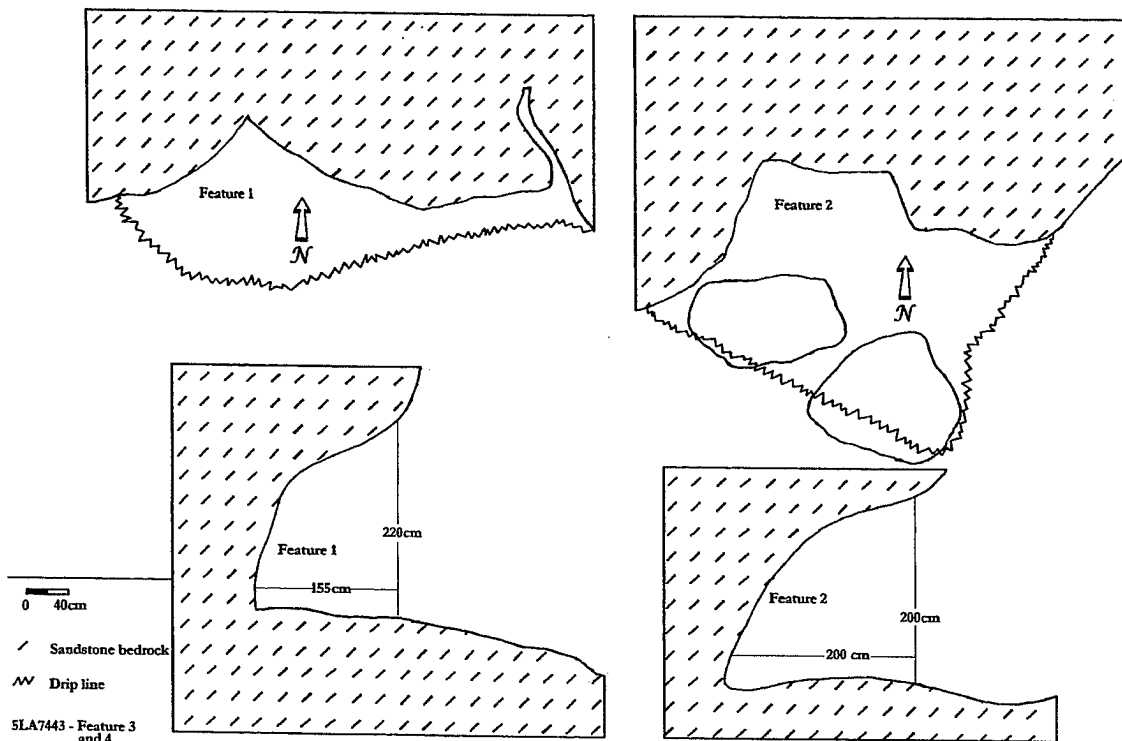 Feature 1
N
Feature 2
N
Feature 1
220cm
155cm
Feature 2
200cm
200 cm
0 40cm
Sandstone bedrock
Drip line
5LA7443 - Feature 3
and 4